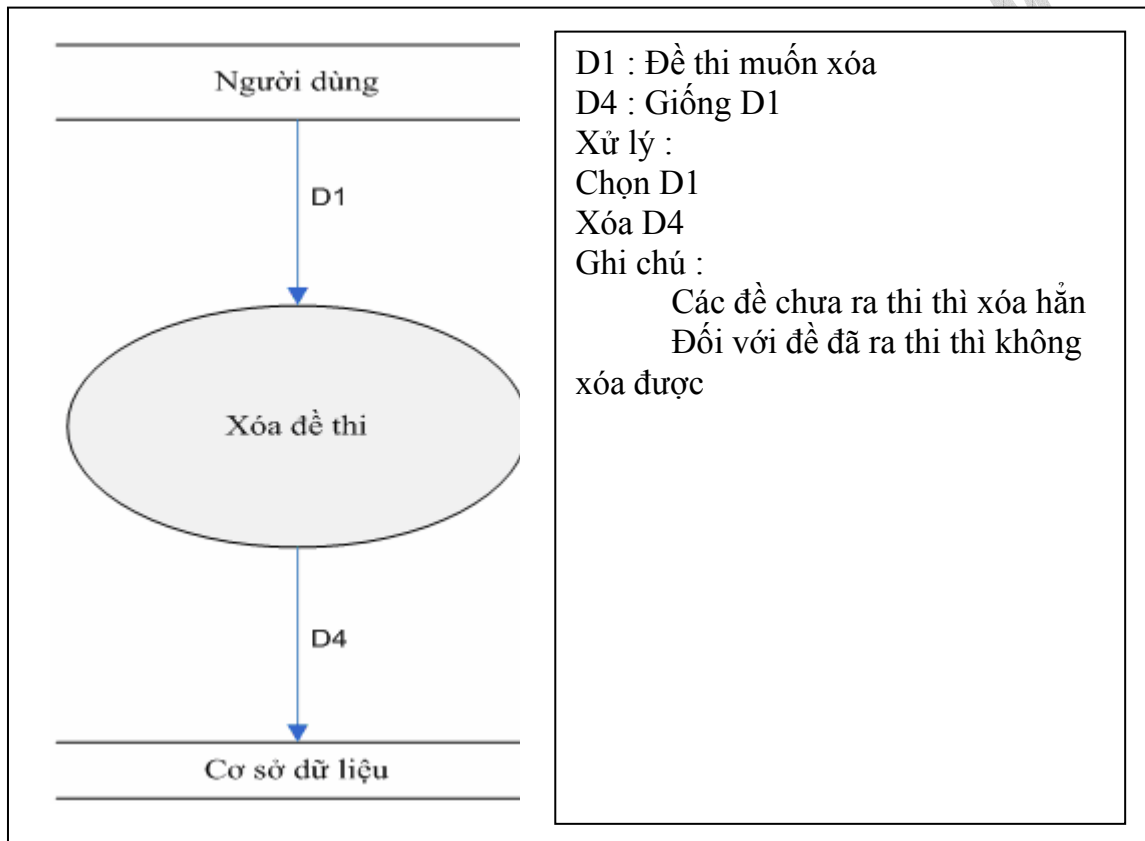 Người dùng
D1
Xóa đề thi
D4
Cơ sở dữ liệu
D1 : Đề thi muốn xóa
D4 : Giống D1
Xử lý :
Chọn D1
Xóa D4
Ghi chú :
Các đề chưa ra thi thì xóa hẳn
Đối với đề đã ra thi thì không
xóa được